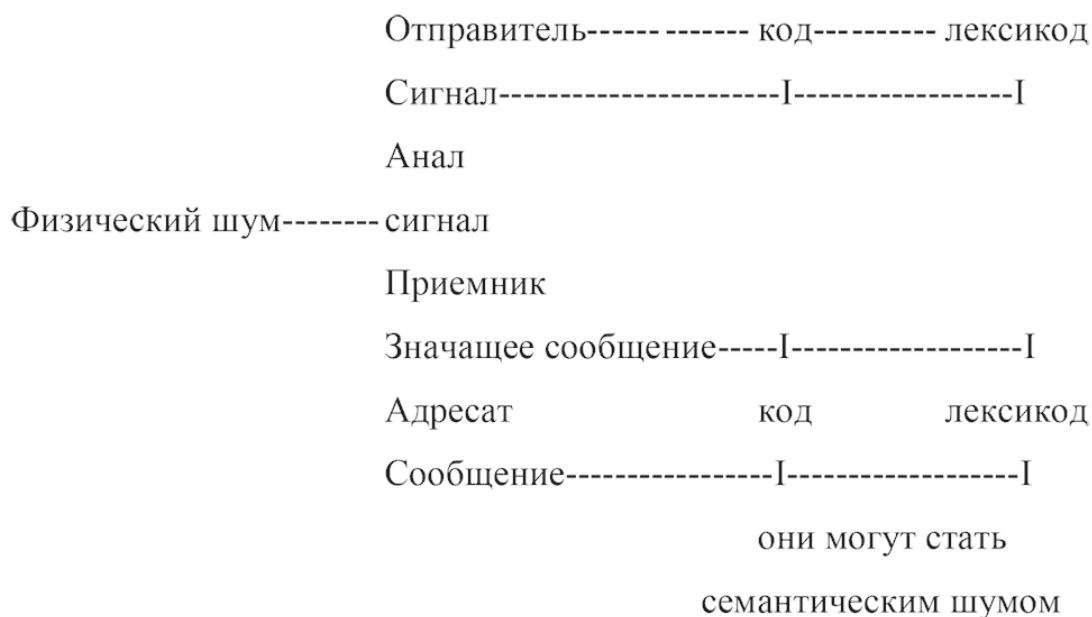 Отправитель------ ------- код---------- лексикод
Сигнал-----------------------I------------------I
Анал
Физический шум-------- сигнал
Приемник
Значащее сообщение-----I-------------------I
Адресат код лексикод
Сообщение-----------------I-------------------I
они могут стать
семантическим шумом